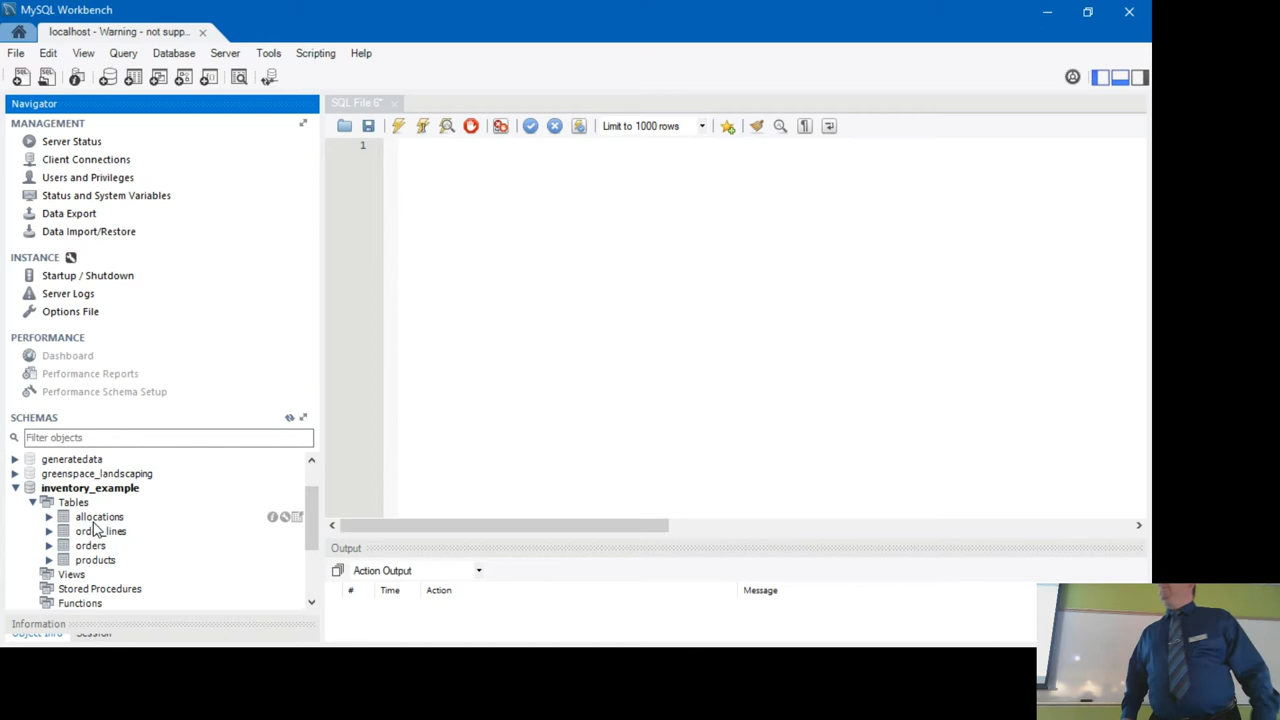 MySQL Workbench
localhost - Warning - not supp...
File Edit View Query Database Server Tools Scripting Help
Navigator
SQL File 6*
MANAGEMENT
Server Status
Client Connections
Users and Privileges
Status and System Variables
Data Export
Data Import/Restore
INSTANCE
Startup / Shutdown
Server Logs
Options File
PERFORMANCE
Dashboard
Performance Reports
Performance Schema Setup
SCHEMAS
Filter objects
generatedata
greenspace_landscaping
inventory_example
Tables
allocations
order_lines
orders
products
Views
Stored Procedures
Functions
Information
Object Info Session
Limit to 1000 rows
1
Output
Action Output
# Time Action Message